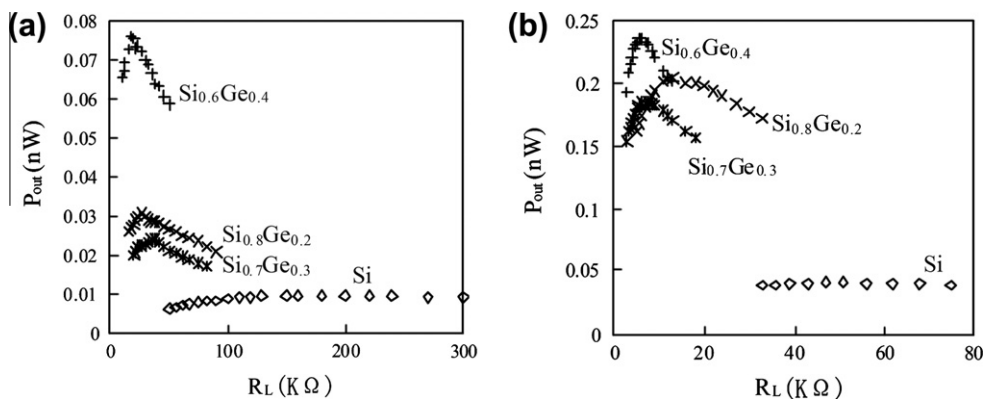 (a)
P_out (nW)
0.08
0.07
0.06
0.05
0.04
0.03
0.02
0.01
0
Si0.6Ge0.4
Si0.8Ge0.2
Si0.7Ge0.3
Si
0 100 200 300
RL (KΩ)
(b)
Pout (nW)
0.25
0.2
0.15
0.1
0.05
0
Si0.6Ge0.4
Si0.8Ge0.2
Si0.7Ge0.3
Si
0 20 40 60 80
RL (KΩ)